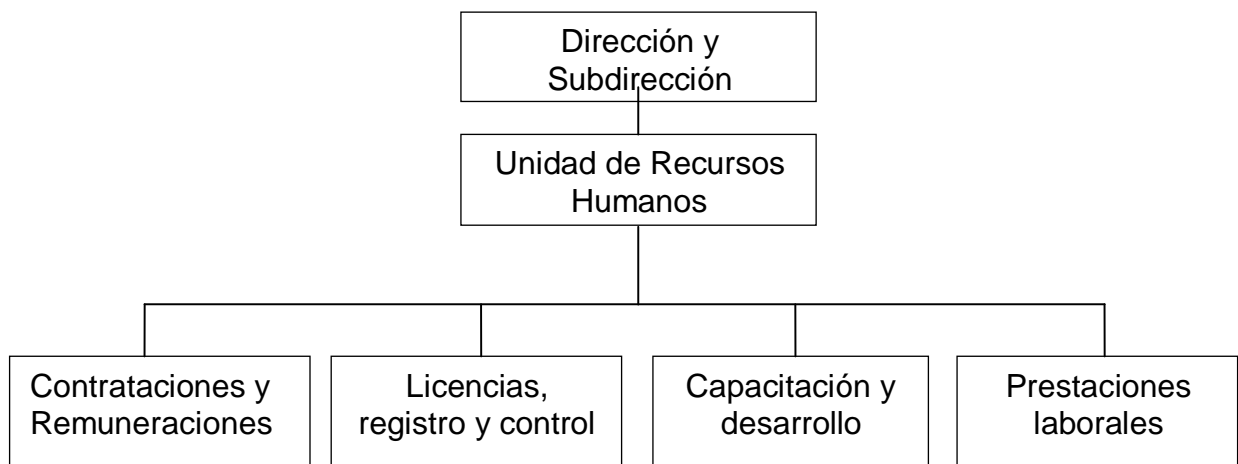 Dirección y
Subdirección
Unidad de Recursos
Humanos
Contrataciones y
Remuneraciones
Licencias,
registro y control
Capacitación y
desarrollo
Prestaciones
laborales